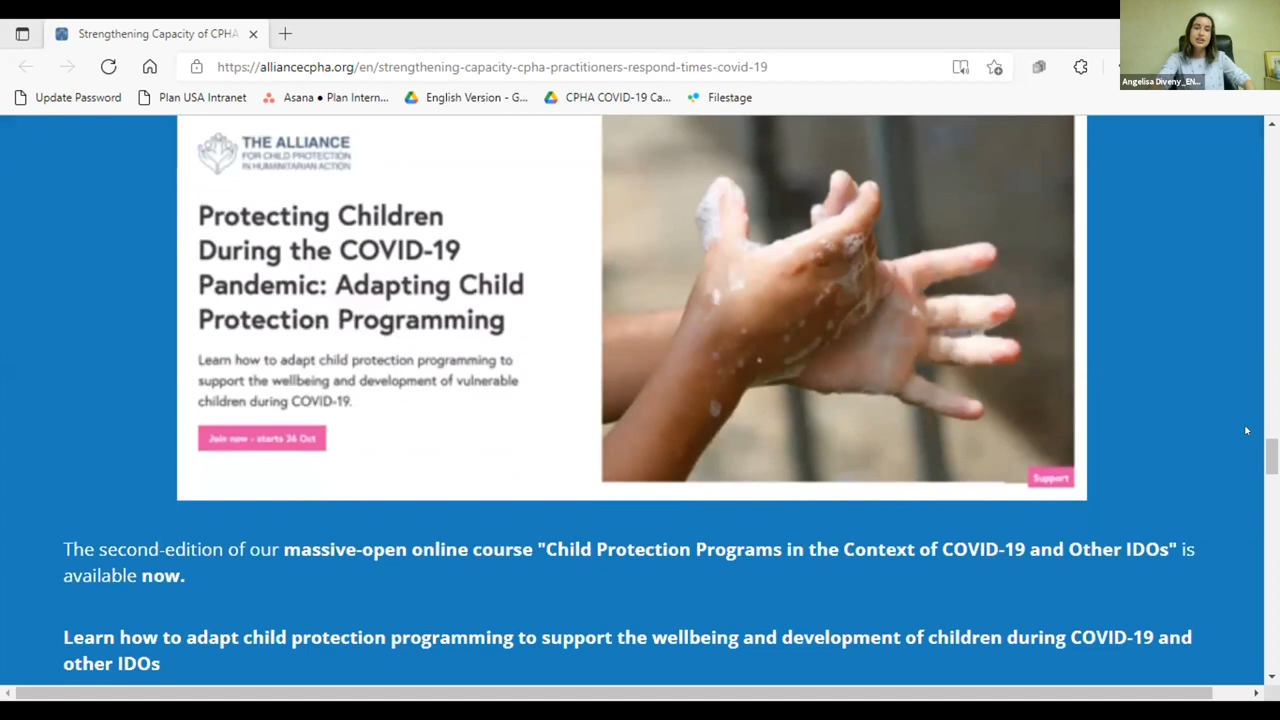 Strengthening Capacity of CPHA
https://alliancecpha.org/en/strengthening-capacity-cpha-practitioners-respond-times-covid-19
Angelisa Diveny_EN...
Update Password
Plan USA Intranet
Asana ● Plan Intern...
English Version - G...
CPHA COVID-19 Ca...
Filestage
THE ALLIANCE
FOR CHILD PROTECTION
IN HUMANITARIAN ACTION
Protecting Children
During the COVID-19
Pandemic: Adapting Child
Protection Programming
Learn how to adapt child protection programming to
support the wellbeing and development of vulnerable
children during COVID-19.
Join now - starts 26 Oct
Support
The second-edition of our massive-open online course "Child Protection Programs in the Context of COVID-19 and Other IDOs" is
available now.
Learn how to adapt child protection programming to support the wellbeing and development of children during COVID-19 and
other IDOs